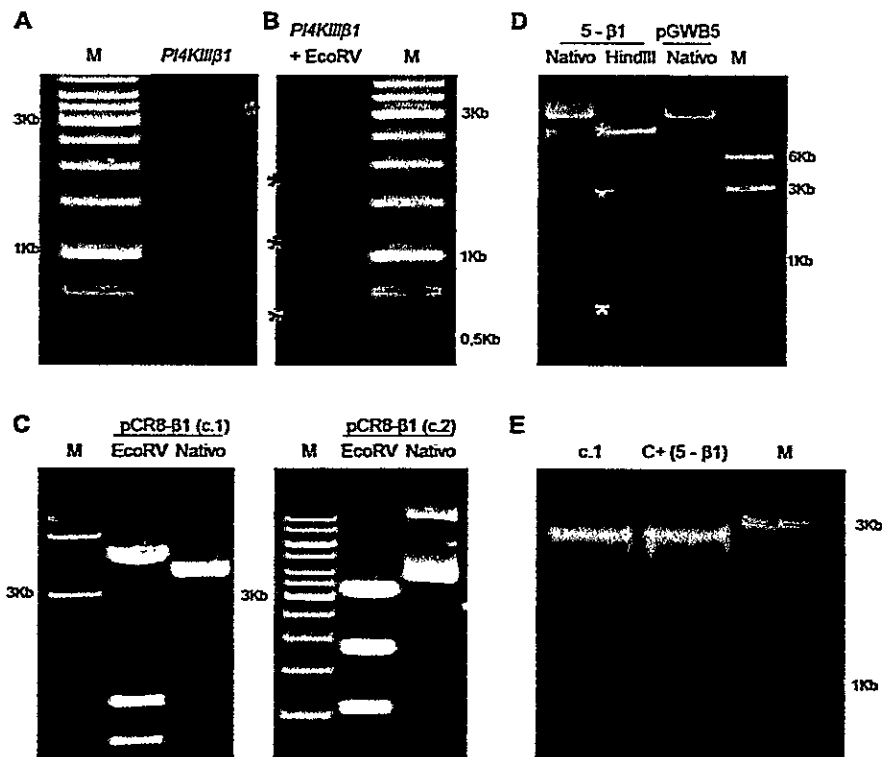 A
M
PI4KIIIβ1
3Kb
1Kb
B
PI4KIIIβ1
+ EcoRV
M
3Kb
1Kb
0,5Kb
D
5 - β1
pGWB5
Nativo
HindIII
Nativo
M
6Kb
3Kb
1Kb
C
pCR8-β1 (c.1)
M
EcoRV
Nativo
3Kb
pCR8-β1 (c.2)
M
EcoRV
Nativo
3Kb
E
c.1
C+ (5 - β1)
M
3Kb
1Kb